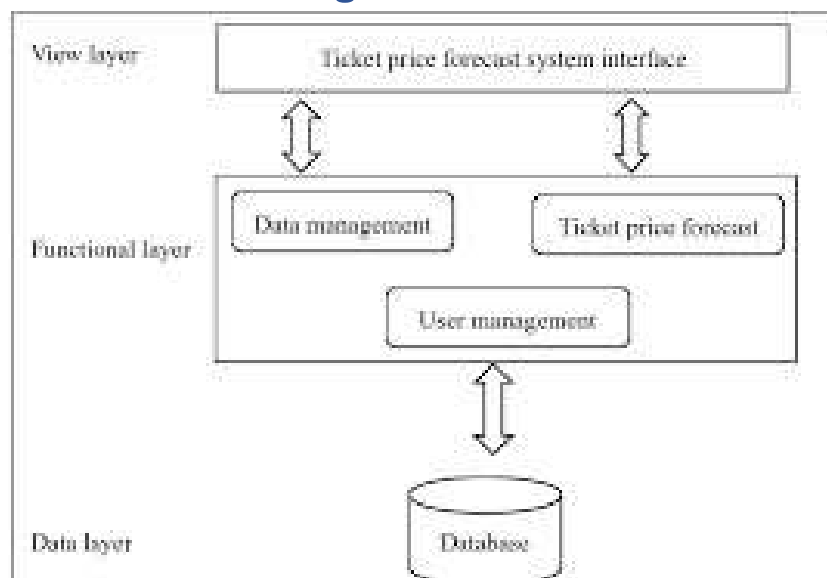 View layer
Ticket price forecast system interface
Functional layer
Data management
Ticket price forecast
User management
Data layer
Database